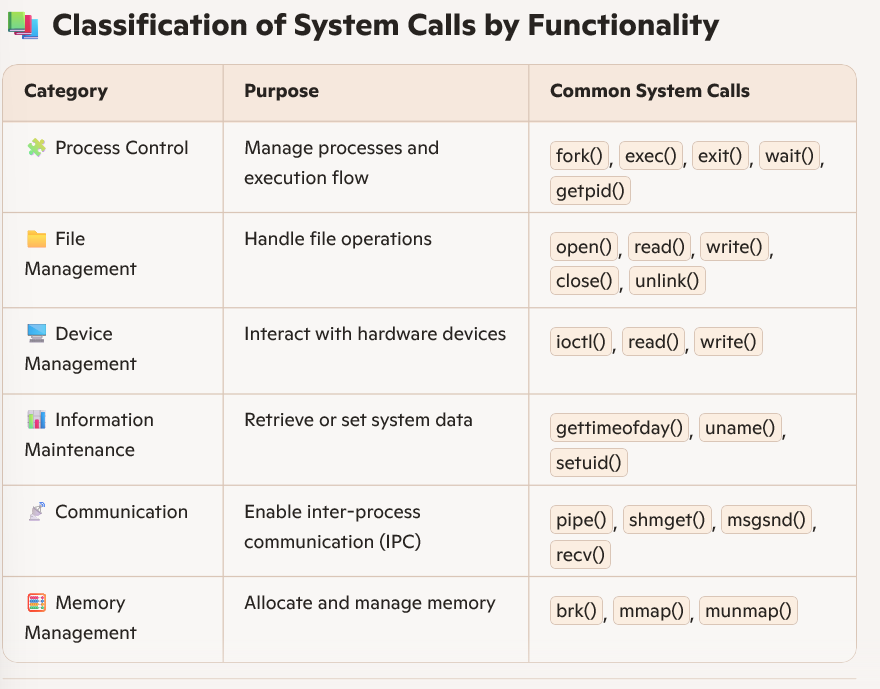 📚 Classification of System Calls by Functionality
Category Purpose Common System Calls
🧩 Process Control Manage processes and fork(), exec(), exit(), wait(),
execution flow getpid()
📁 File Handle file operations open(), read(), write(),
Management close(), unlink()
🖥️ Device Interact with hardware devices ioctl(), read(), write()
Management
📊 Information Retrieve or set system data gettimeofday(), uname(),
Maintenance setuid()
📡 Communication Enable inter-process pipe(), shmget(), msgsnd(),
communication (IPC) recv()
🧮 Memory Allocate and manage memory brk(), mmap(), munmap()
Management